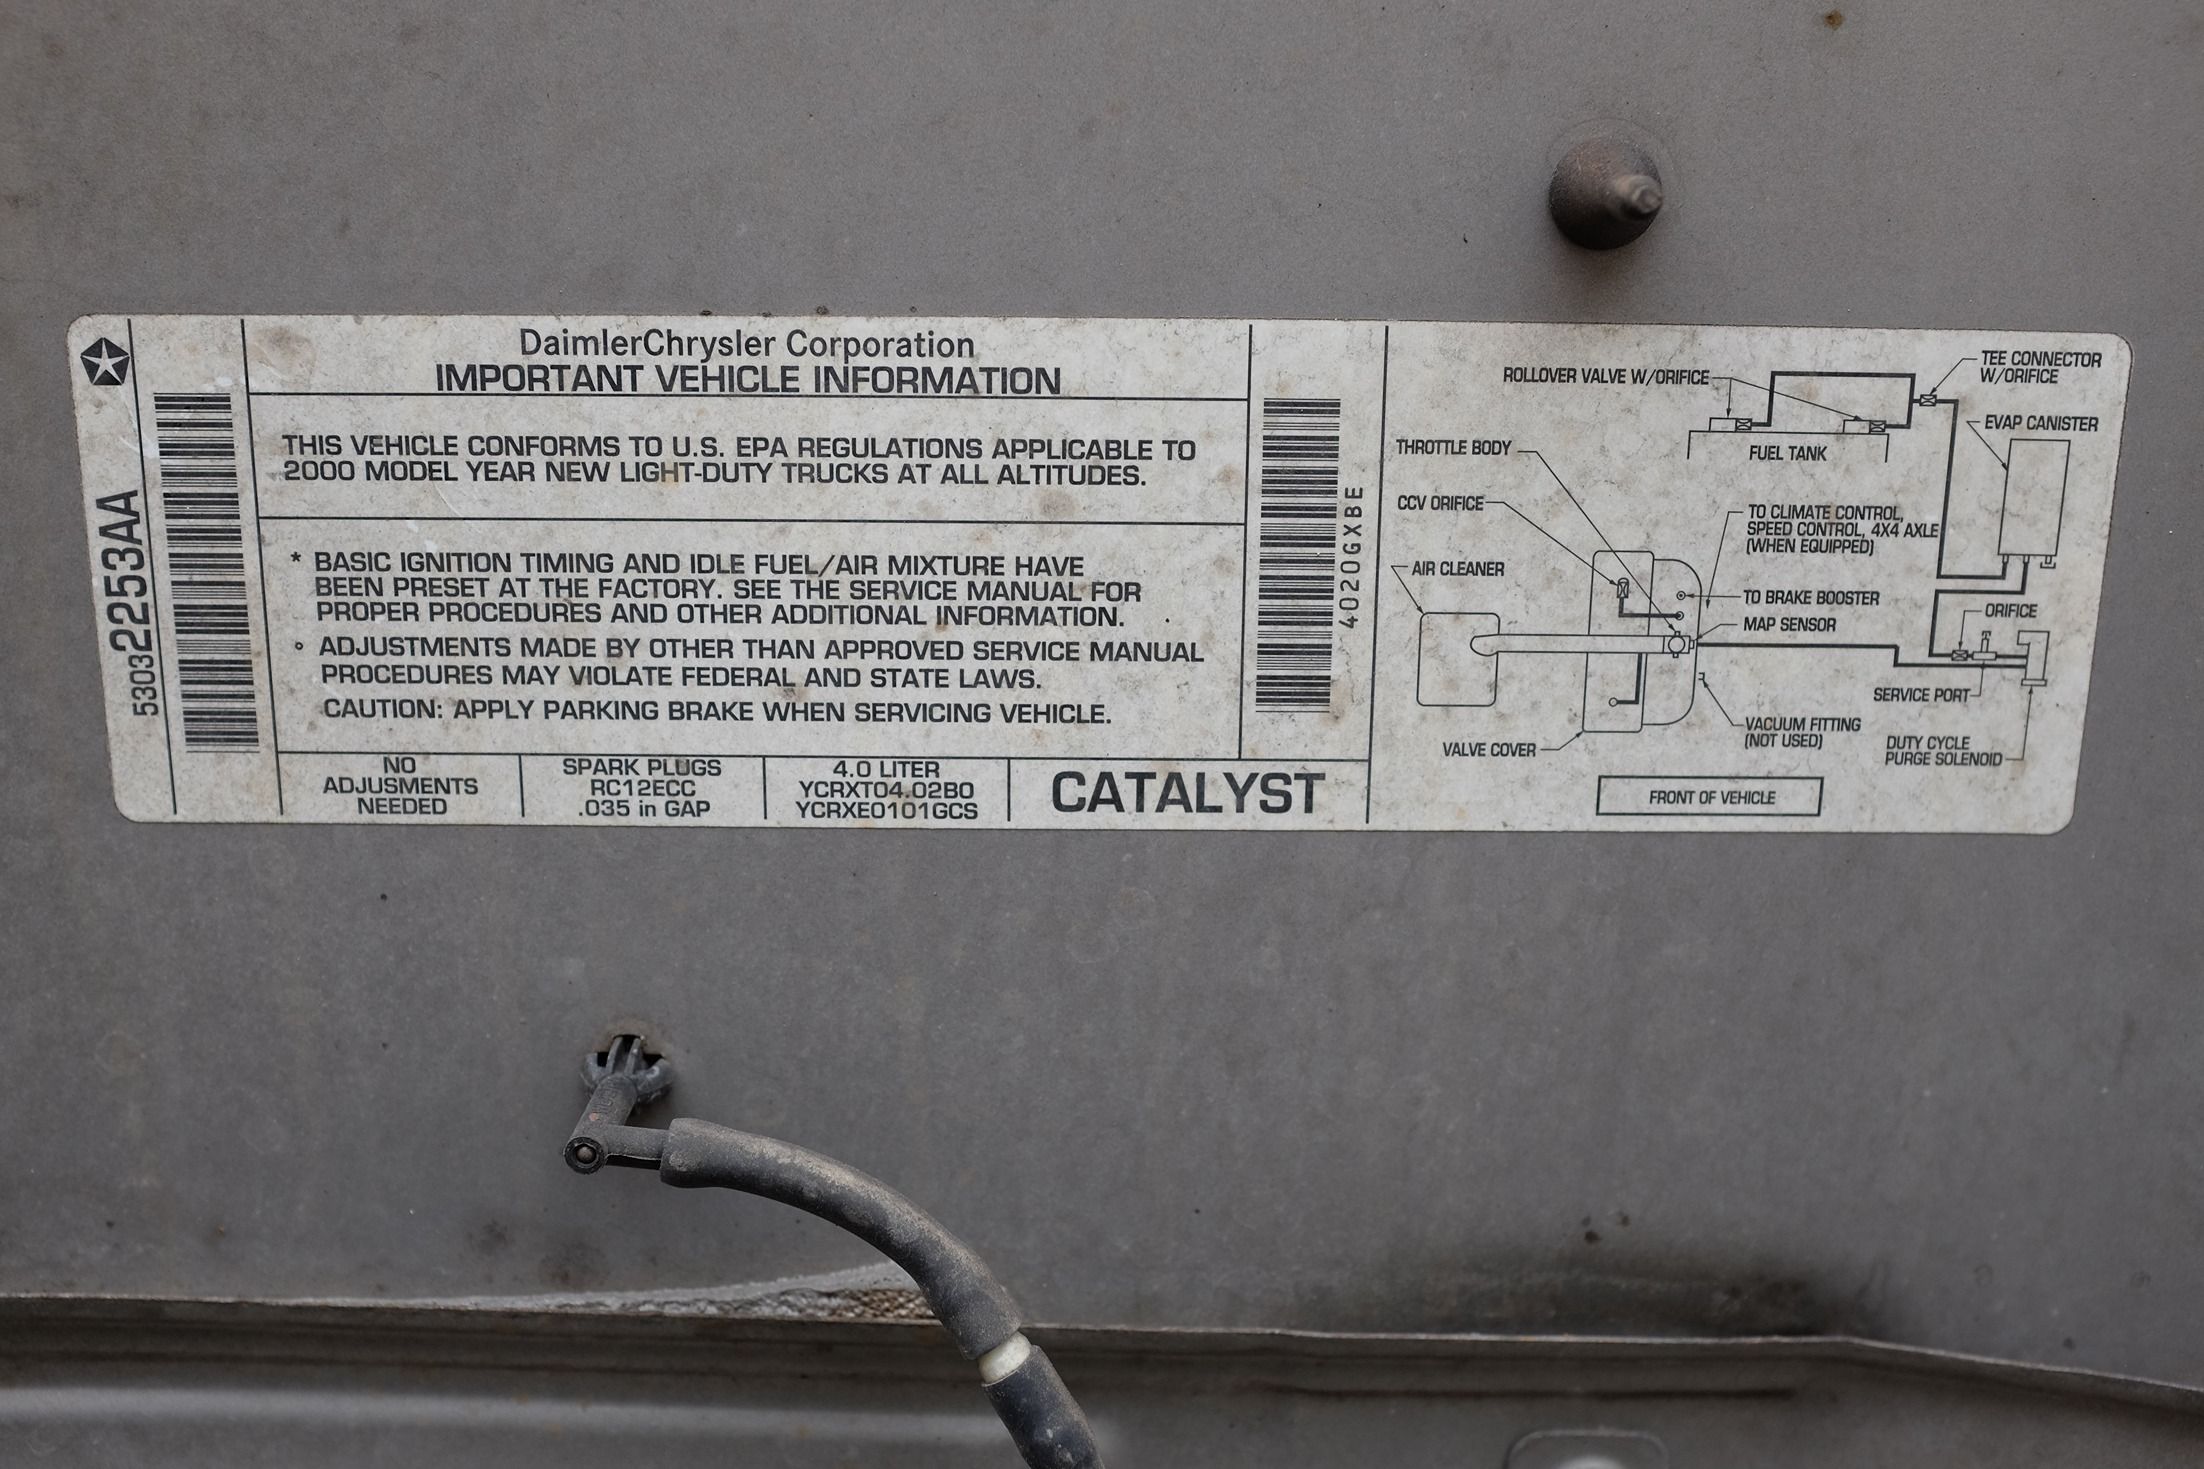 53032253AA
DaimlerChrysler Corporation
IMPORTANT VEHICLE INFORMATION
THIS VEHICLE CONFORMS TO U.S. EPA REGULATIONS APPLICABLE TO
2000 MODEL YEAR NEW LIGHT-DUTY TRUCKS AT ALL ALTITUDES.
* BASIC IGNITION TIMING AND IDLE FUEL/AIR MIXTURE HAVE
BEEN PRESET AT THE FACTORY. SEE THE SERVICE MANUAL FOR
PROPER PROCEDURES AND OTHER ADDITIONAL INFORMATION.
° ADJUSTMENTS MADE BY OTHER THAN APPROVED SERVICE MANUAL
PROCEDURES MAY VIOLATE FEDERAL AND STATE LAWS.
CAUTION: APPLY PARKING BRAKE WHEN SERVICING VEHICLE.
NO
ADJUSMENTS
NEEDED
SPARK PLUGS
RC12ECC
.035 in GAP
4.0 LITER
YCRXT04.02B0
YCRXE0101GCS
CATALYST
4020GXBE
ROLLOVER VALVE W/ORIFICE
TEE CONNECTOR
W/ORIFICE
EVAP CANISTER
FUEL TANK
THROTTLE BODY
CCV ORIFICE
TO CLIMATE CONTROL,
SPEED CONTROL, 4X4 AXLE
(WHEN EQUIPPED)
AIR CLEANER
TO BRAKE BOOSTER
ORIFICE
MAP SENSOR
SERVICE PORT
VACUUM FITTING
(NOT USED)
VALVE COVER
DUTY CYCLE
PURGE SOLENOID
FRONT OF VEHICLE